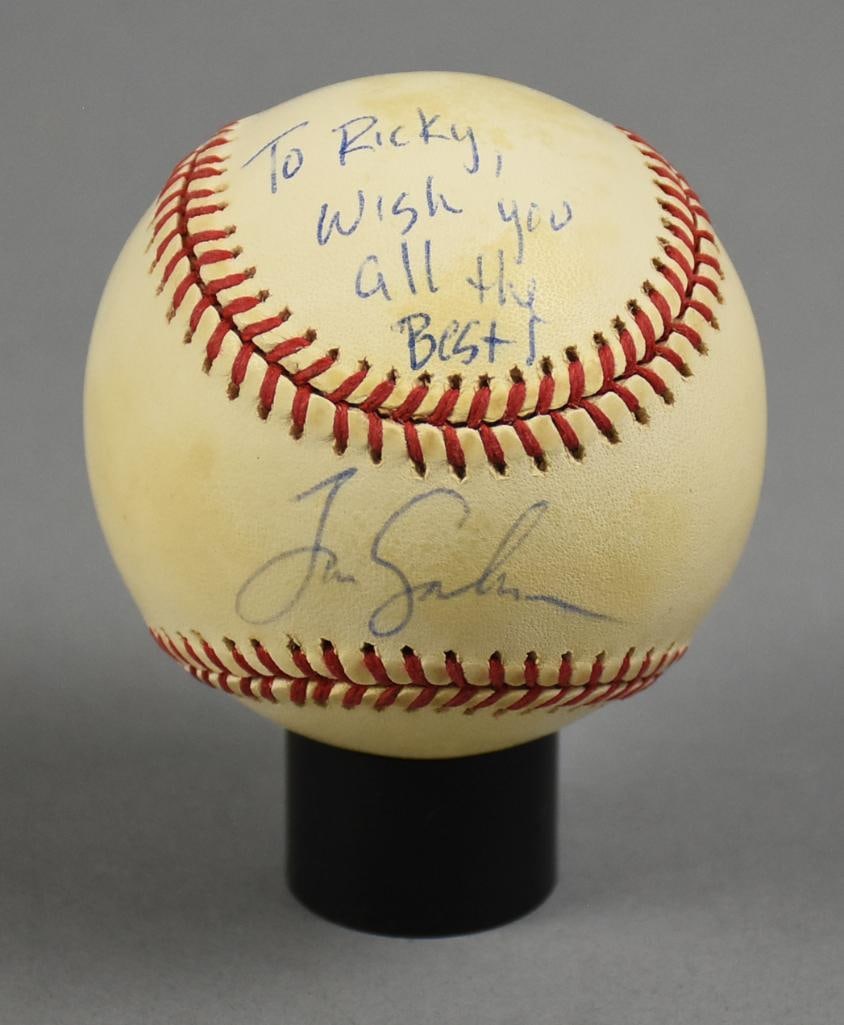 To Ricky,
Wish you
all the
Best!